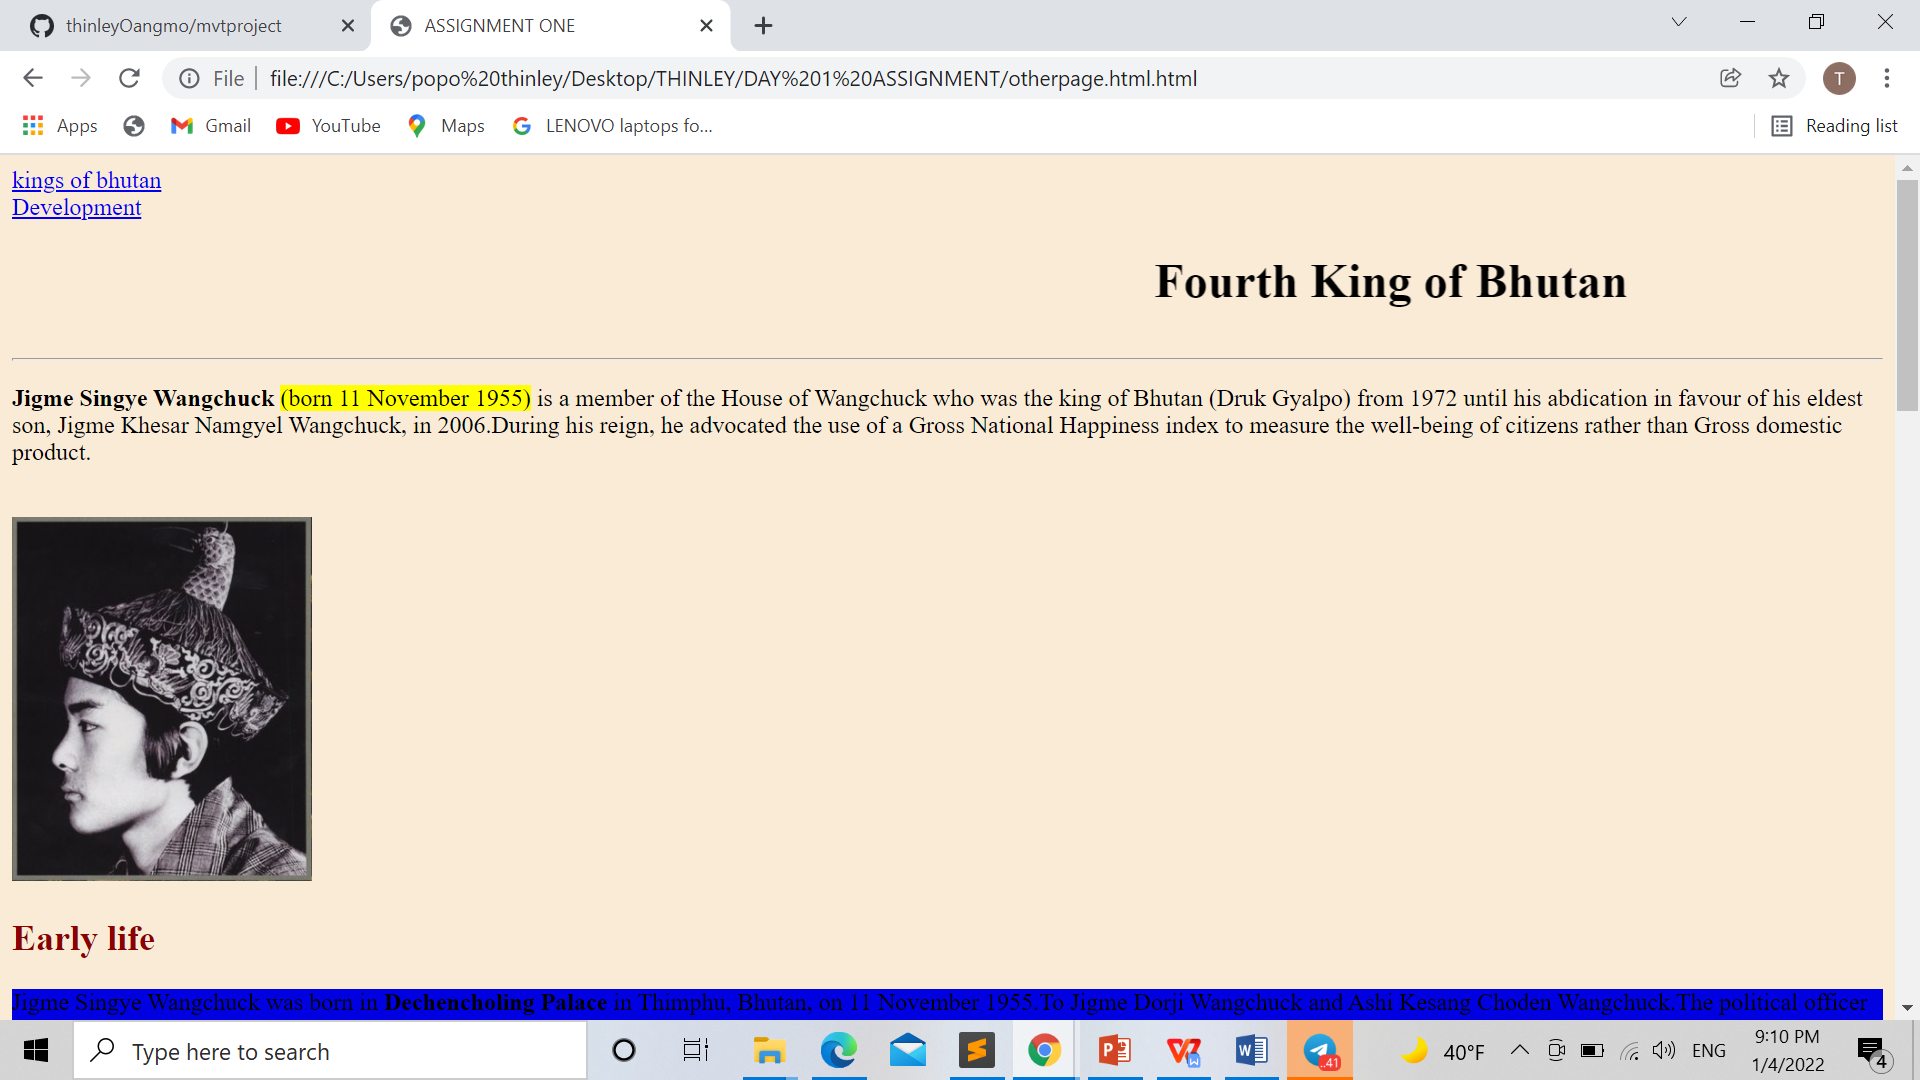 thinleyOangmo/mvtproject
ASSIGNMENT ONE
File
file:///C:/Users/popo%20thinley/Desktop/THINLEY/DAY%201%20ASSIGNMENT/otherpage.html.html
T
Apps
Gmail
YouTube
Maps
LENOVO laptops fo...
Reading list
kings of bhutan
Development
Fourth King of Bhutan
Jigme Singye Wangchuck (born 11 November 1955) is a member of the House of Wangchuck who was the king of Bhutan (Druk Gyalpo) from 1972 until his abdication in favour of his eldest
son, Jigme Khesar Namgyel Wangchuck, in 2006.During his reign, he advocated the use of a Gross National Happiness index to measure the well-being of citizens rather than Gross domestic
product.
Early life
Jigme Singye Wangchuck was born in Dechencholing Palace in Thimphu, Bhutan, on 11 November 1955.To Jigme Dorji Wangchuck and Ashi Kesang Choden Wangchuck.The political officer
Type here to search
..41
40°F
ENG
9:10 PM
1/4/2022
4